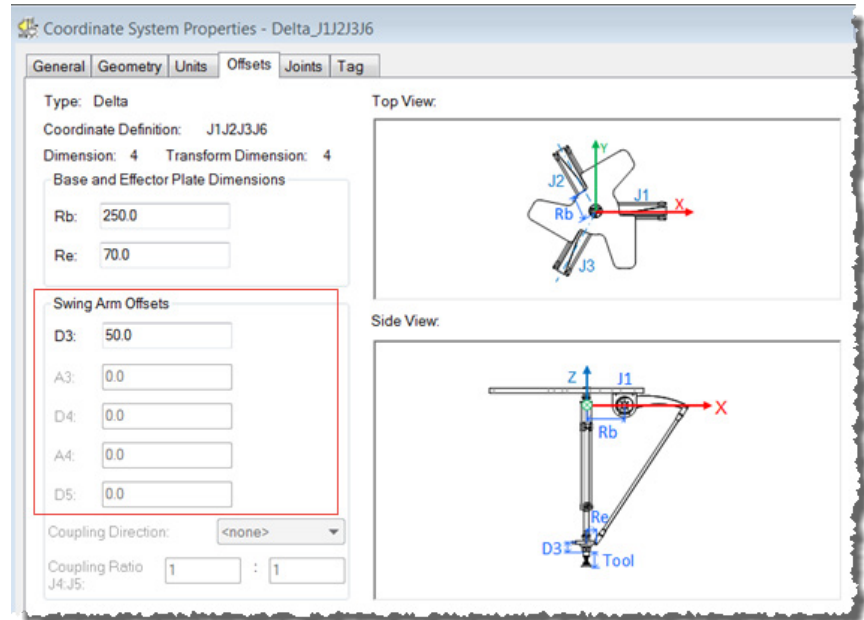 Coordinate System Properties - Delta_J1J2J3J6
General Geometry Units Offsets Joints Tag
Type: Delta
Coordinate Definition: J1J2J3J6
Dimension: 4 Transform Dimension: 4
Base and Effector Plate Dimensions
Rb: 250.0
Re: 70.0
Swing Arm Offsets
D3: 50.0
A3: 0.0
D4: 0.0
A4: 0.0
D5: 0.0
Coupling Direction: <none>
Coupling Ratio 1 : 1
J4:J5:
Top View:
Y
J2
J1
X
Rb
J3
Side View:
Z
J1
X
Rb
Re
D3
Tool